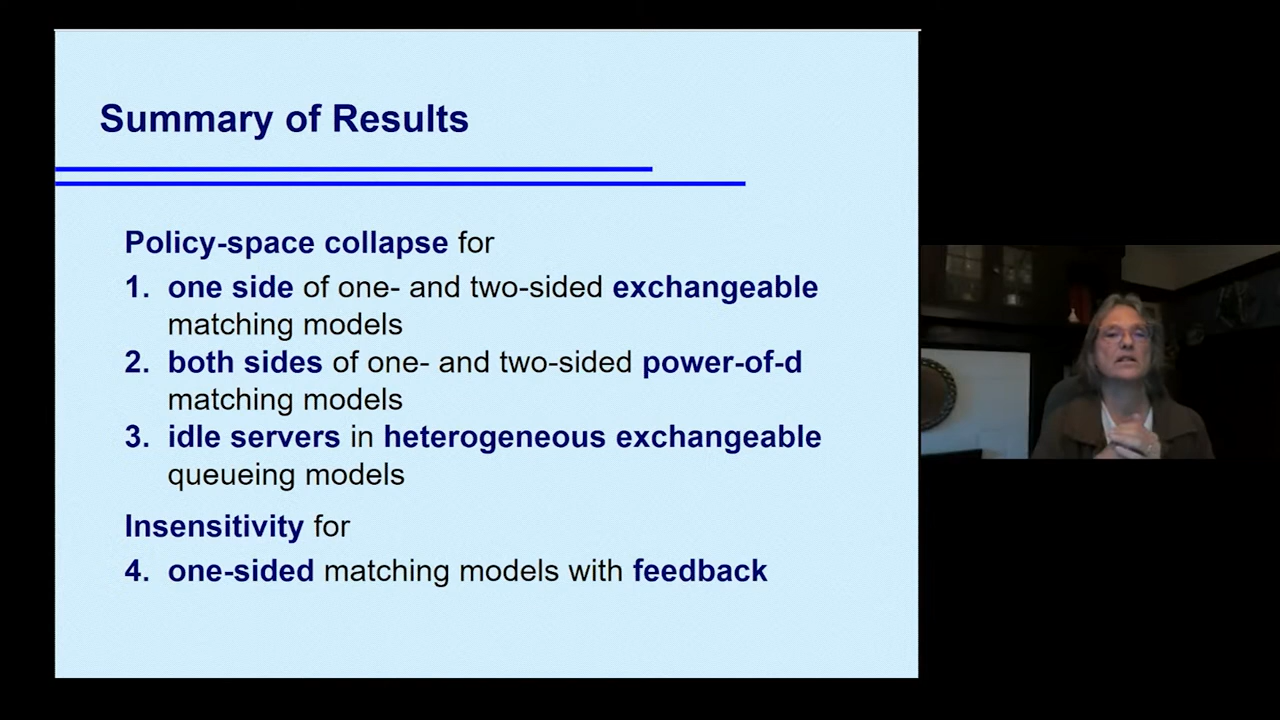 Summary of Results
Policy-space collapse for
1. one side of one- and two-sided exchangeable
matching models
2. both sides of one- and two-sided power-of-d
matching models
3. idle servers in heterogeneous exchangeable
queueing models
Insensitivity for
4. one-sided matching models with feedback